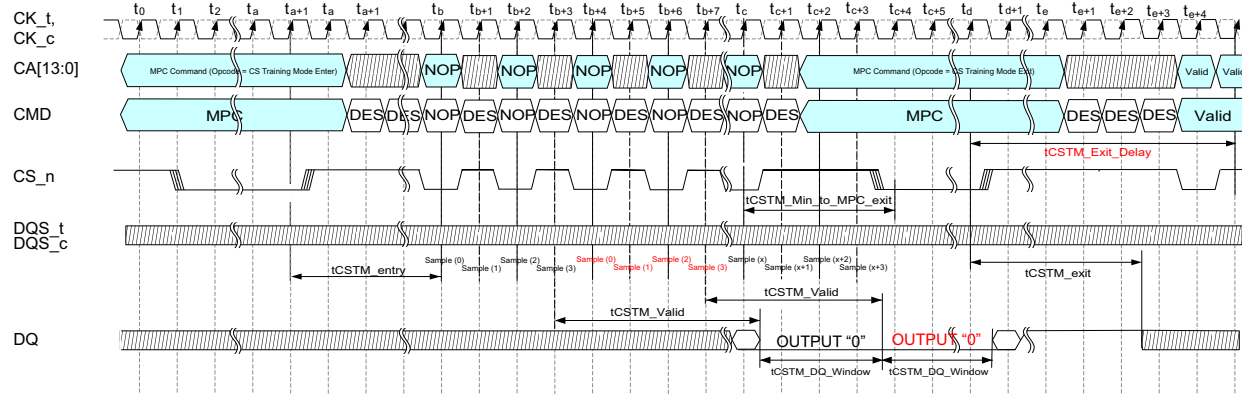 t0 t1 t2 ta ta+1 ta+1 tb tb+1 tb+2 tb+3 tb+4 tb+5 tb+6 tb+7 tc tc+1 tc+2 tc+4 tc+5 td td+1 te te+1 te+2 te+3 te+4
CK_t,
CK_c
CA[13:0] MPC Command (Opcode = CS Training Mode Enter) NOP NOP NOP NOP NOP MPC Command (Opcode = CS Training Mode Exit) Valid Valid
CMD MPC DES DES NOP DES NOP DES NOP DES NOP DES NOP DES MPC DES DES DES Valid
tCSTM_Exit_Delay
CS_n
tCSTM_Min_to_MPC_exit
DQS_t
DQS_c
Sample (0) Sample (2) Sample (0) Sample (2) Sample (x) Sample (x+2)
Sample (1) Sample (3) Sample (1) Sample (3) Sample (x+1) Sample (x+3)
tCSTM_entry tCSTM_exit
tCSTM_Valid
tCSTM_Valid
DQ OUTPUT “0” OUTPUT “0”
tCSTM_DQ_Window tCSTM_DQ_Window